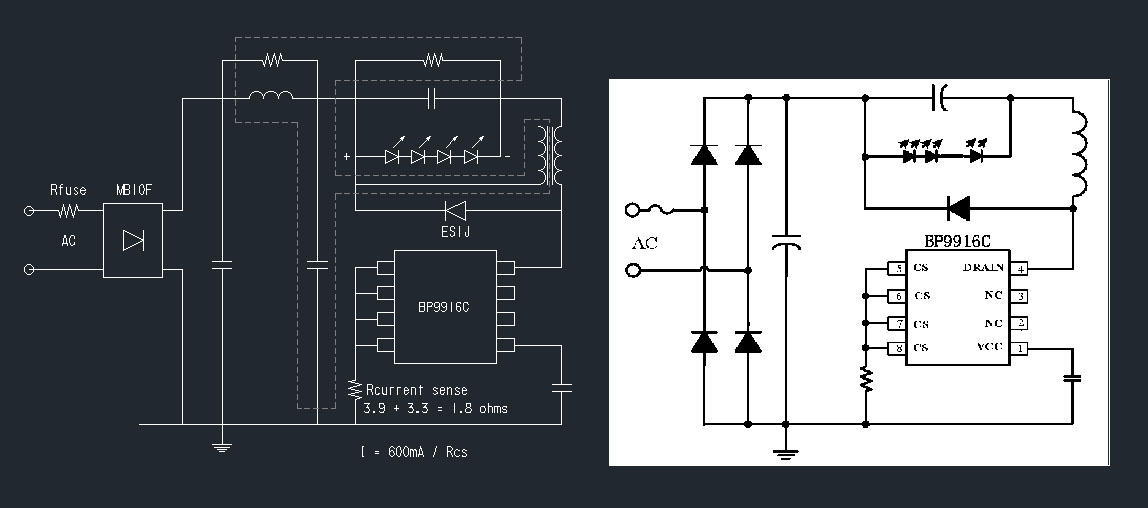 Rfuse
MB10F
AC
+
-
ES1J
BP9916C
Rcurrent sense
3.9 + 3.3 = 1.8 ohms
I = 600mA / Rcs
AC
BP9916C
5 CS DRAIN 4
6 CS NC 3
7 CS NC 2
8 CS VCC 1